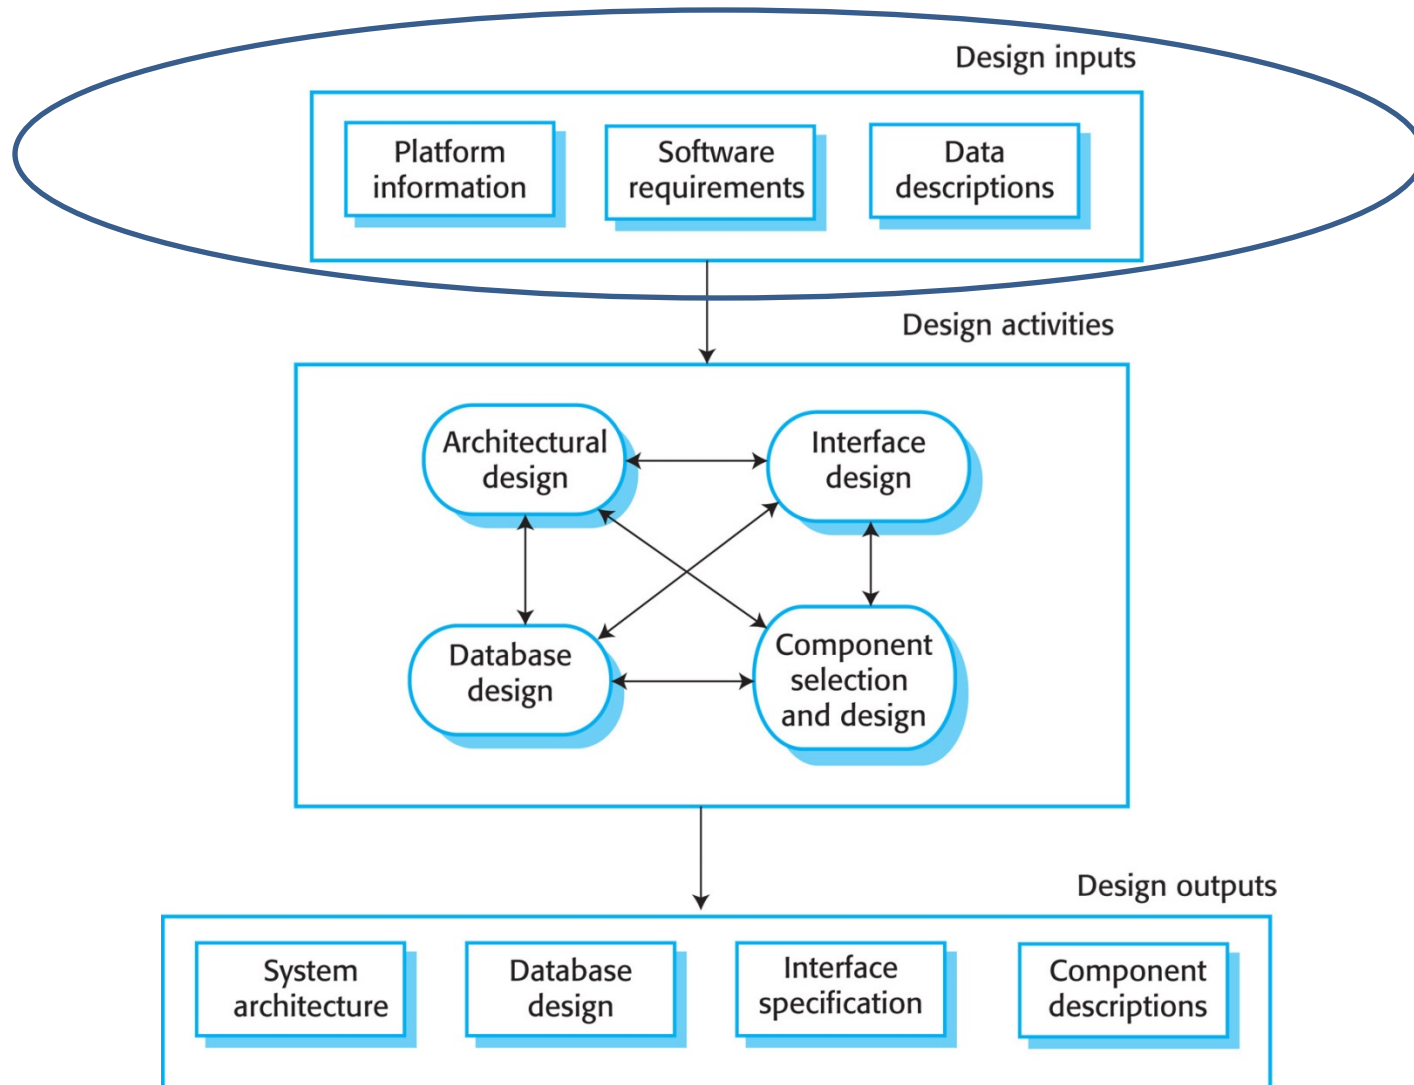 Design inputs
Platform
information
Software
requirements
Data
descriptions
Design activities
Architectural
design
Interface
design
Database
design
Component
selection
and design
Design outputs
System
architecture
Database
design
Interface
specification
Component
descriptions